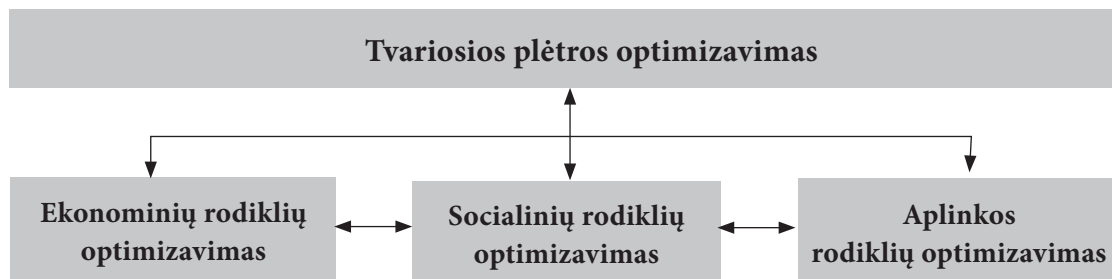 Tvariosios plėtros optimizavimas
Ekonominių rodiklių
optimizavimas
Socialinių rodiklių
optimizavimas
Aplinkos
rodiklių optimizavimas